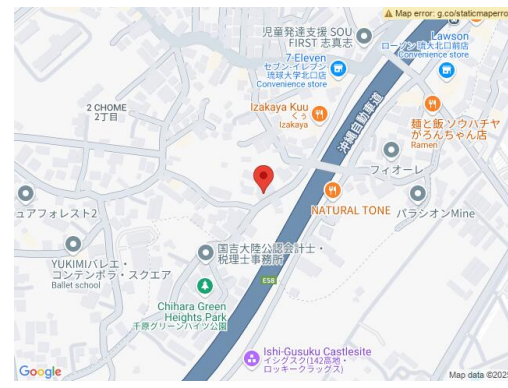 ⚠ Map error: g.co/staticmaperro
児童発達支援 SOU
FIRST 志真志
7-Eleven
セブン-イレブン
琉球大学北口店
Convenience store
Lawson
ローソン 琉大北口前店
Convenience store
2 CHOME
2丁目
Izakaya Kuu
くぅ
Izakaya
沖縄自動車道
麺と飯 ソウハチヤ
がろんちゃん店
Ramen
フィオーレ
NATURAL TONE
パラシオンMine
ュアフォレスト2
YUKIMIバレエ・
コンテンポラ・スクエア
Ballet school
国吉大陸公認会計士・
税理士事務所
E58
Chihara Green
Heights Park
千原グリーンハイツ公園
Ishi-Gusuku Castlesite
イシグスク(142高地・
ロッキークラッグス)
Google
Map data ©2025